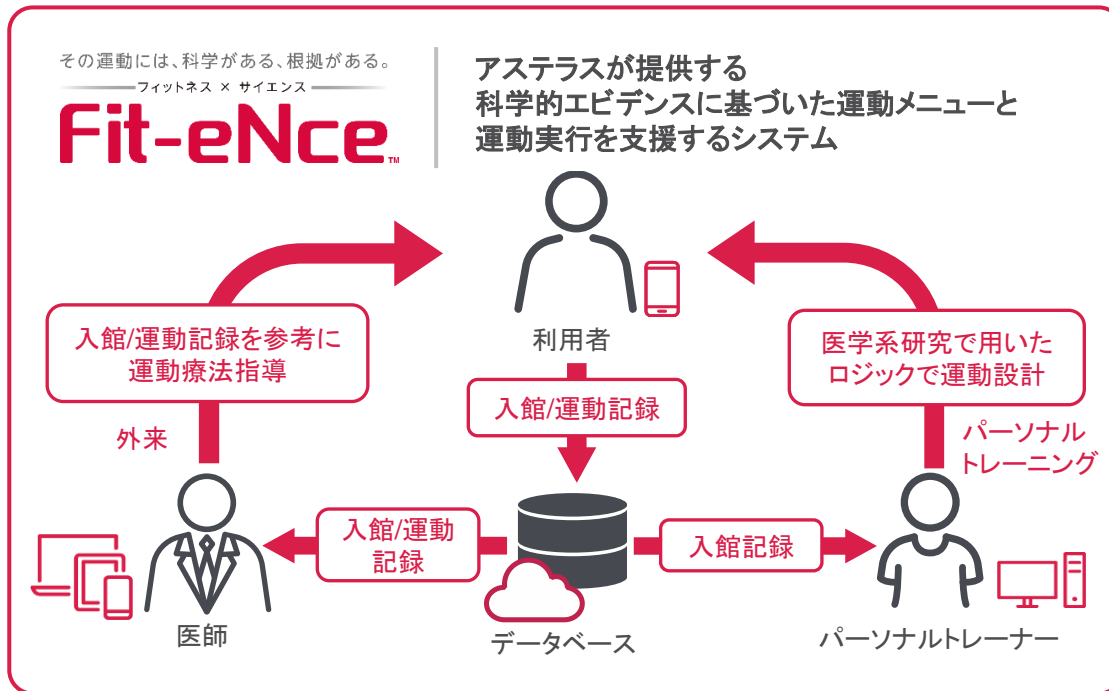 その運動には、科学がある、根拠がある。
フィットネス × サイエンス
Fit-eNce™
アステラスが提供する
科学的エビデンスに基づいた運動メニューと
運動実行を支援するシステム
利用者
入館/運動記録を参考に
運動療法指導
医学系研究で用いた
ロジックで運動設計
入館/運動記録
外来
パーソナル
トレーニング
入館/運動
記録
入館記録
医師
データベース
パーソナルトレーナー